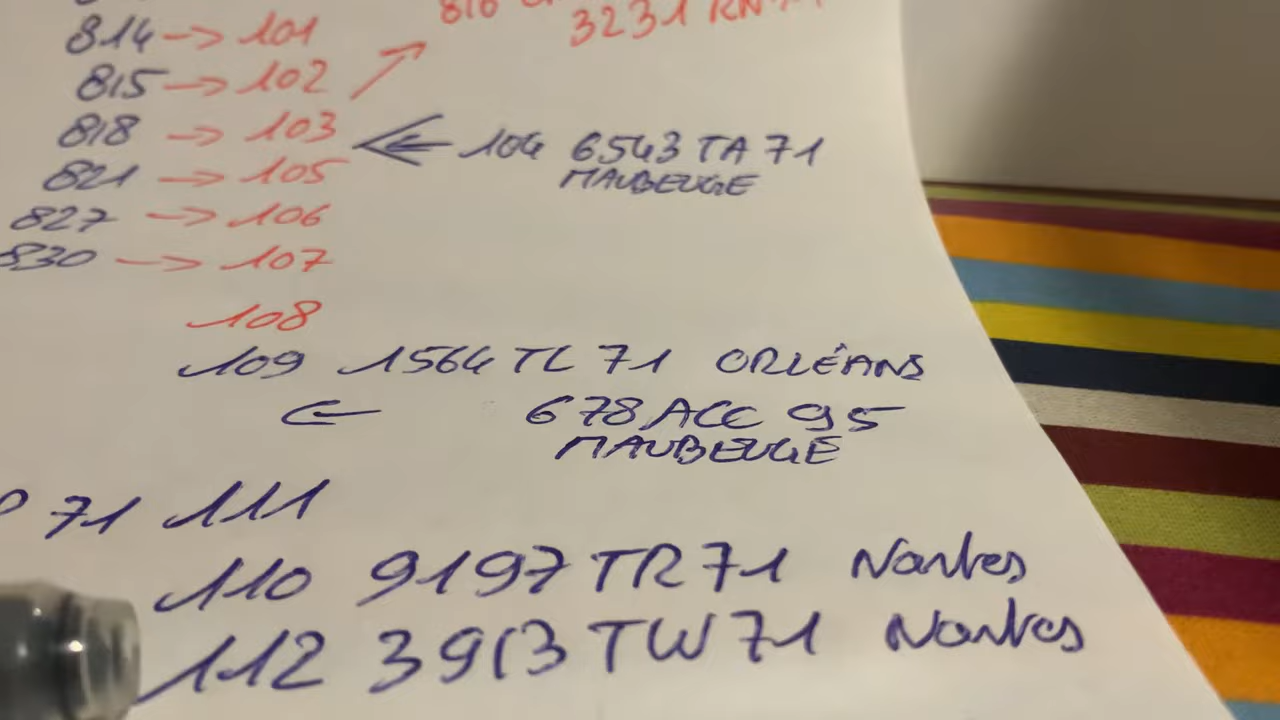 814 → 101
3231 RN 71
815 → 102
818 → 103 ← 104 6543 TA 71
MAUBEUGE
821 → 105
827 → 106
830 → 107
108
109 1564 TL 71 ORLÉANS
← 678 ACC 95
MAUBEUGE
71 111
110 9197 TR 71 Nantes
112 3913 TW 71 Nantes